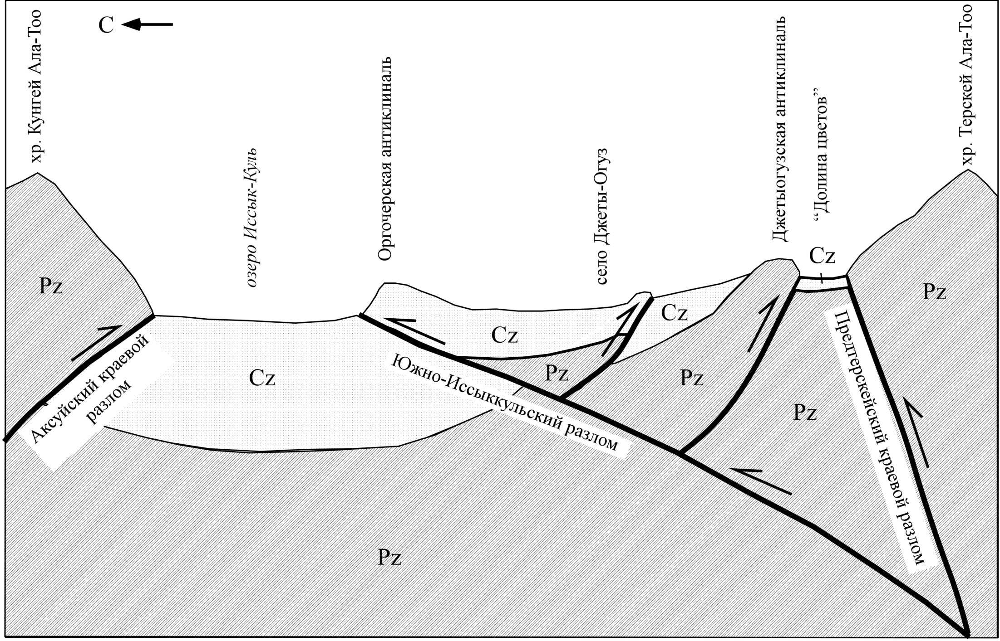 С
хр. Кунгей Ала-Тоо
озеро Иссык-Куль
Оргочерская антиклиналь
село Джеты-Огуз
Джетыогузская антиклиналь
“Долина цветов”
хр. Терскей Ала-Тоо
Cz
Pz
Pz
Cz
Cz
Cz
Pz
Pz
Pz
Аксуйский краевой
разлом
Южно-Иссыккульский разлом
Предтерскейский краевой разлом
Pz